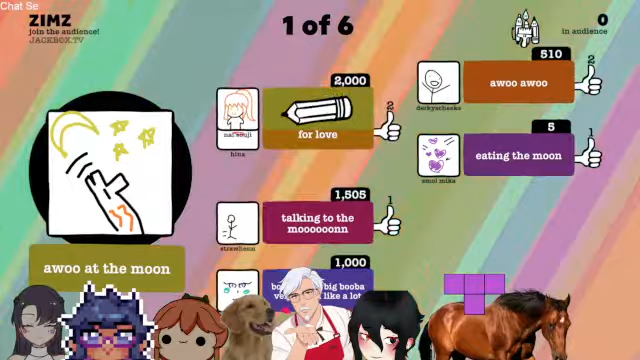 Chat Se
ZIMZ
join the audience!
JACKBOX.TV
1 of 6
0
in audience
2,000
for love
2
hina
1,505
talking to the
moooooonn
1
strawbean
1,000
big booba
like a lot
510
awoo awoo
2
derkycheeks
5
eating the moon
1
smol mika
awoo at the moon